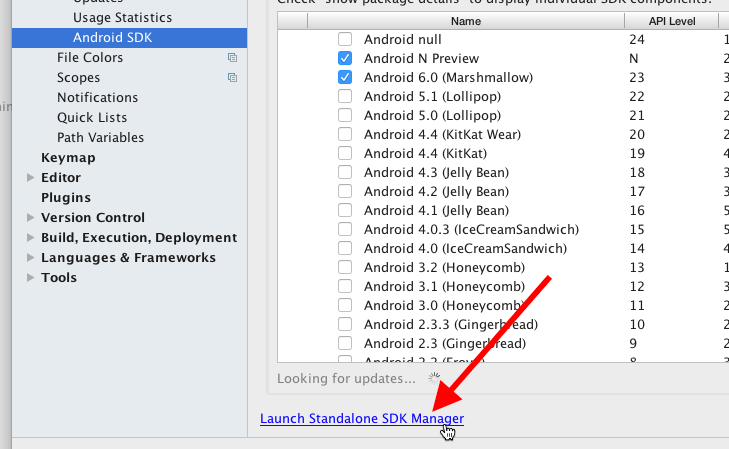 Updates
Usage Statistics
Android SDK
File Colors
Scopes
Notifications
Quick Lists
Path Variables
Keymap
Editor
Plugins
Version Control
Build, Execution, Deployment
Languages & Frameworks
Tools
Check "show package details" to display individual SDK components.
Name API Level
Android null 24 1
Android N Preview N 2
Android 6.0 (Marshmallow) 23 3
Android 5.1 (Lollipop) 22 2
Android 5.0 (Lollipop) 21 2
Android 4.4 (KitKat Wear) 20 2
Android 4.4 (KitKat) 19 4
Android 4.3 (Jelly Bean) 18 3
Android 4.2 (Jelly Bean) 17 3
Android 4.1 (Jelly Bean) 16 5
Android 4.0.3 (IceCreamSandwich) 15 5
Android 4.0 (IceCreamSandwich) 14 4
Android 3.2 (Honeycomb) 13 1
Android 3.1 (Honeycomb) 12 3
Android 3.0 (Honeycomb) 11 2
Android 2.3.3 (Gingerbread) 10 2
Android 2.3 (Gingerbread) 9 2
Android 2.2 (Froyo) 8 3
Looking for updates...
Launch Standalone SDK Manager